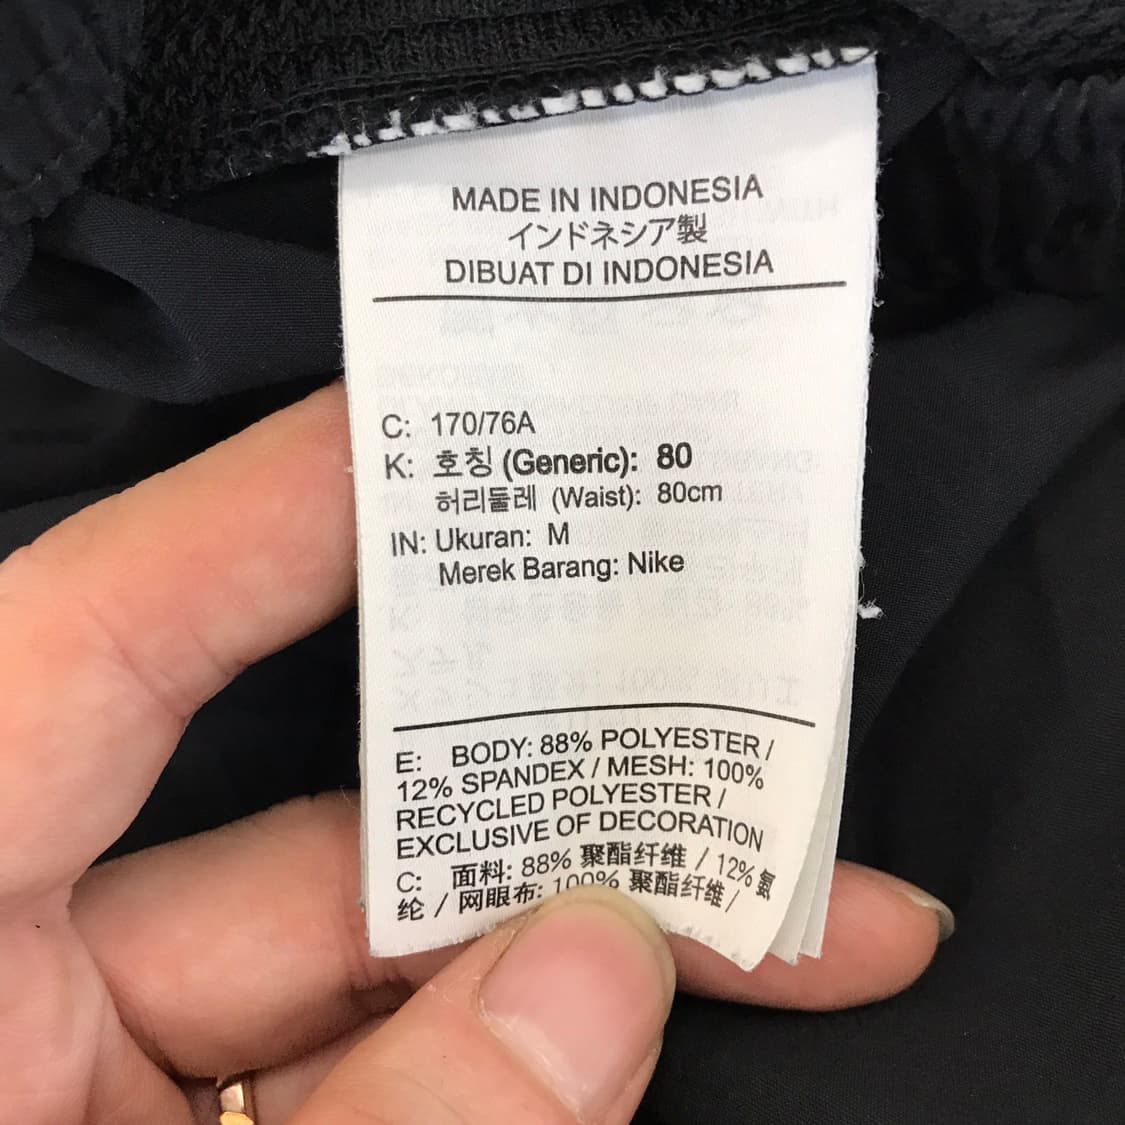 MADE IN INDONESIA
インドネシア製
DIBUAT DI INDONESIA
C: 170/76A
K: 호칭 (Generic): 80
허리둘레 (Waist): 80cm
IN: Ukuran: M
Merek Barang: Nike
E: BODY: 88% POLYESTER /
12% SPANDEX / MESH: 100%
RECYCLED POLYESTER /
EXCLUSIVE OF DECORATION
C: 面料: 88% 聚酯纤维 / 12% 氨
纶 / 网眼布: 100% 聚酯纤维 /